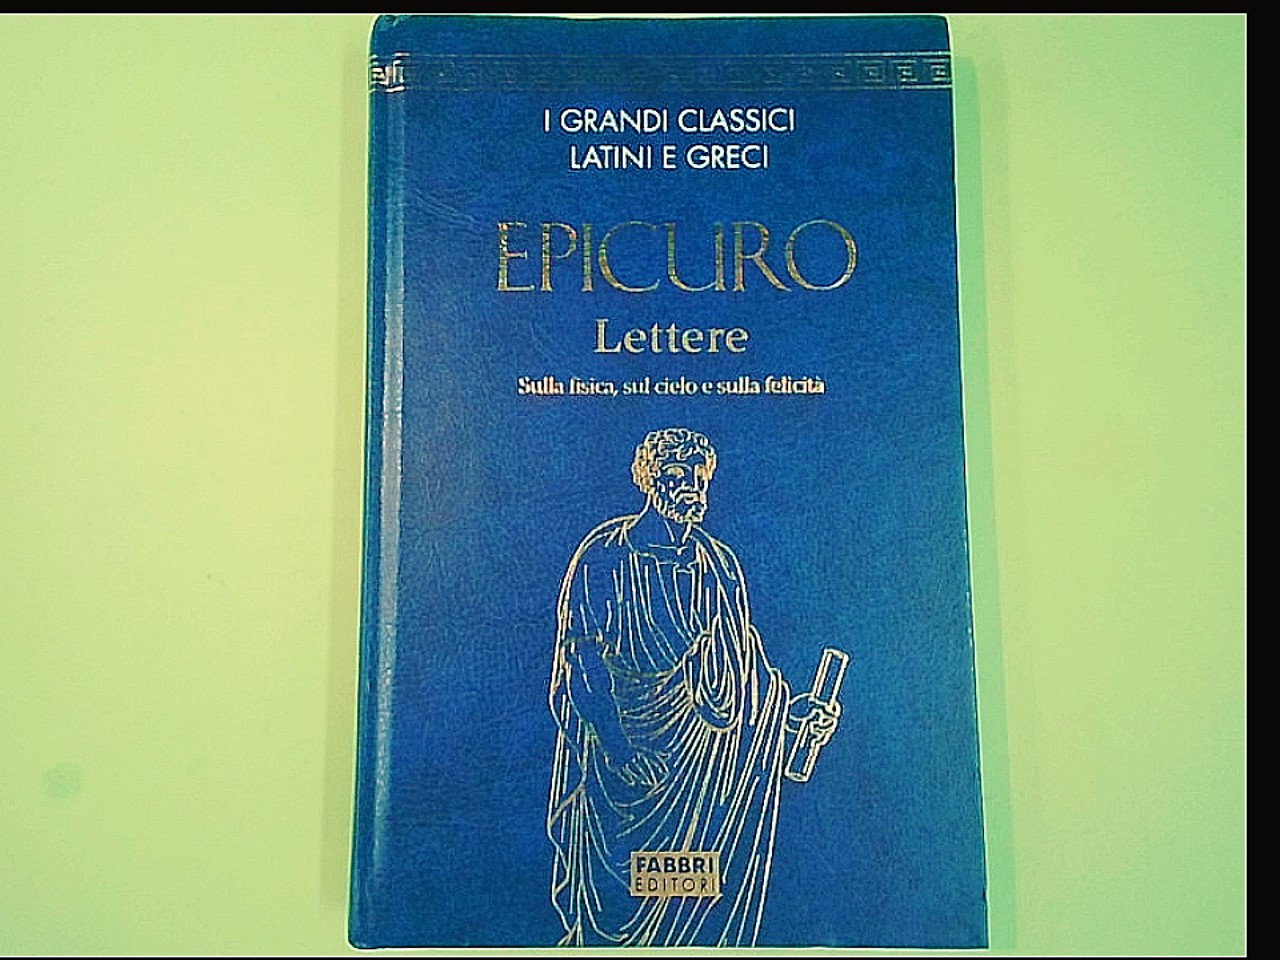 I GRANDI CLASSICI
LATINI E GRECI
EPICURO
Lettere
Sulla fisica, sul cielo e sulla felicità
FABBRI
EDITORI